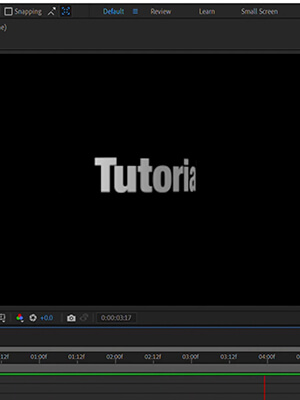 Snapping Default Review Learn Small Screen
e)
Tutoria
+0.0 0:00:03:17
:12f 01:00f 01:12f 02:00f 02:12f 03:00f 03:12f 04:00f 0